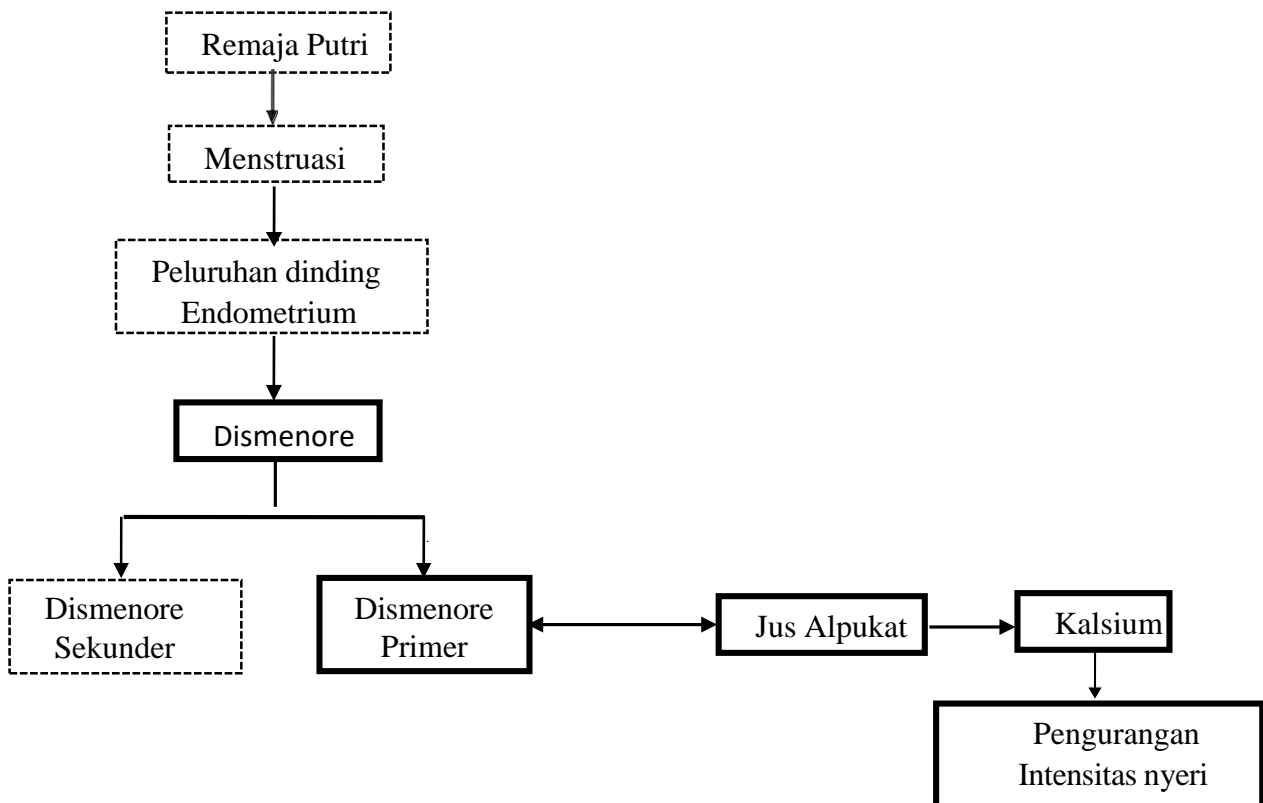 Remaja Putri
Menstruasi
Peluruhan dinding
Endometrium
Dismenore
Dismenore
Sekunder
Dismenore
Primer
Jus Alpukat
Kalsium
Pengurangan
Intensitas nyeri